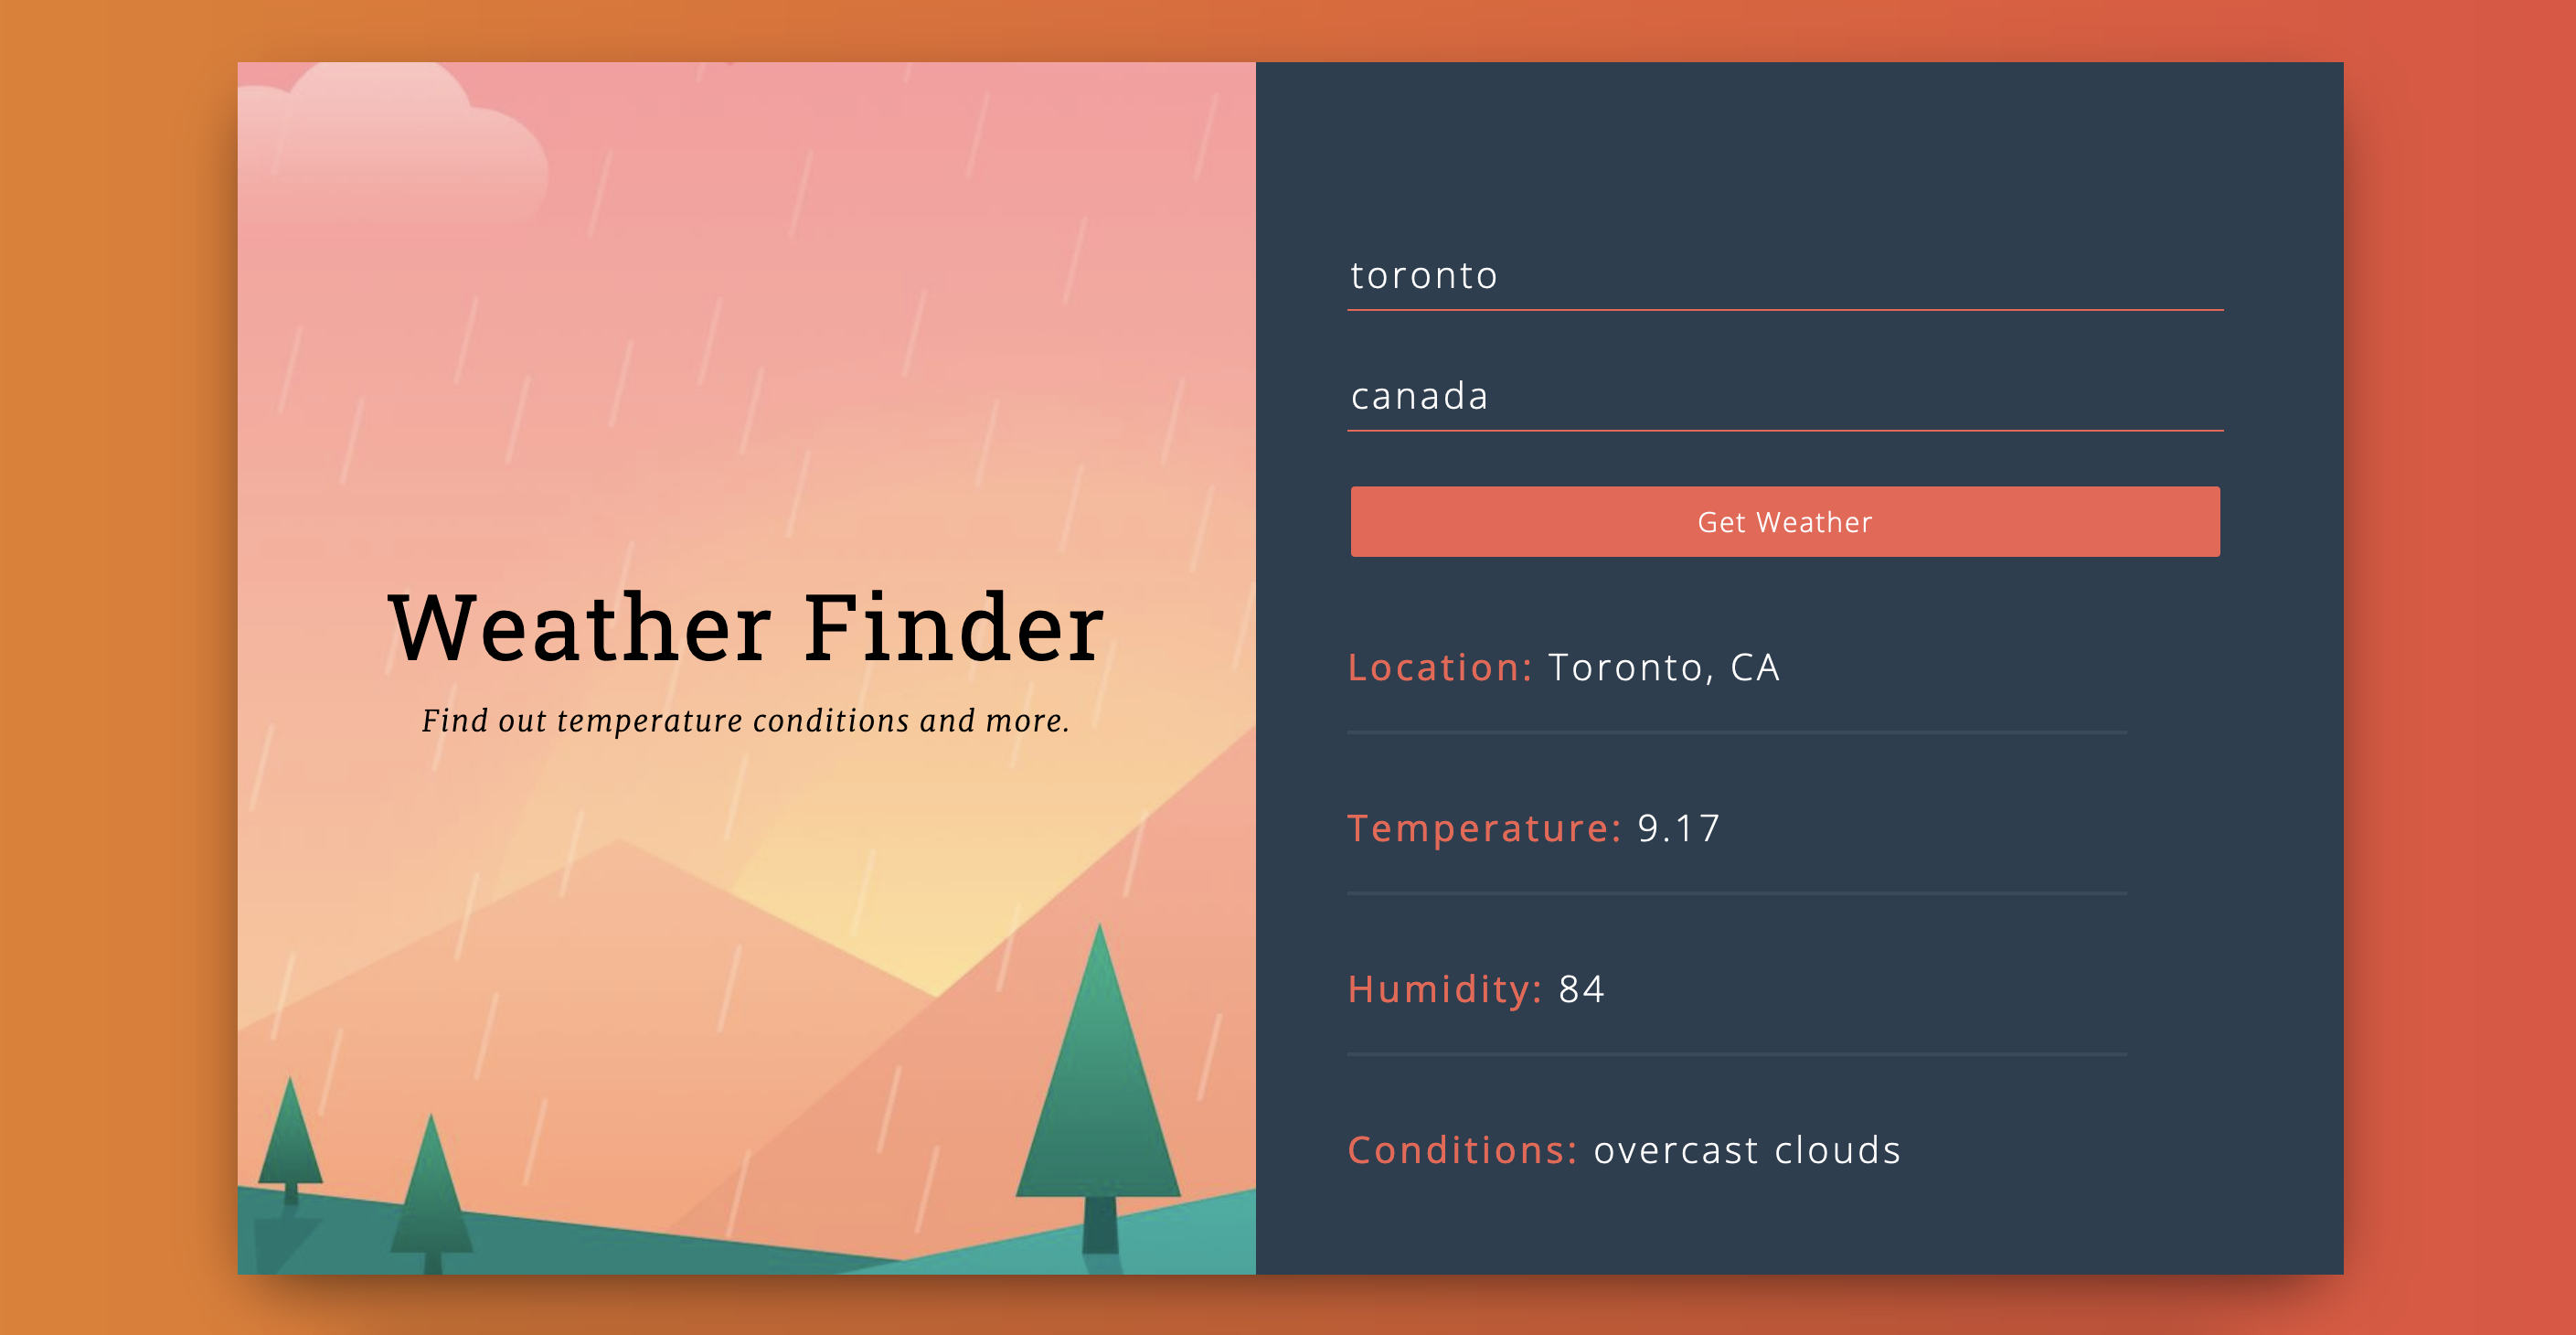 Weather Finder
Find out temperature conditions and more.
toronto
canada
Get Weather
Location: Toronto, CA
Temperature: 9.17
Humidity: 84
Conditions: overcast clouds